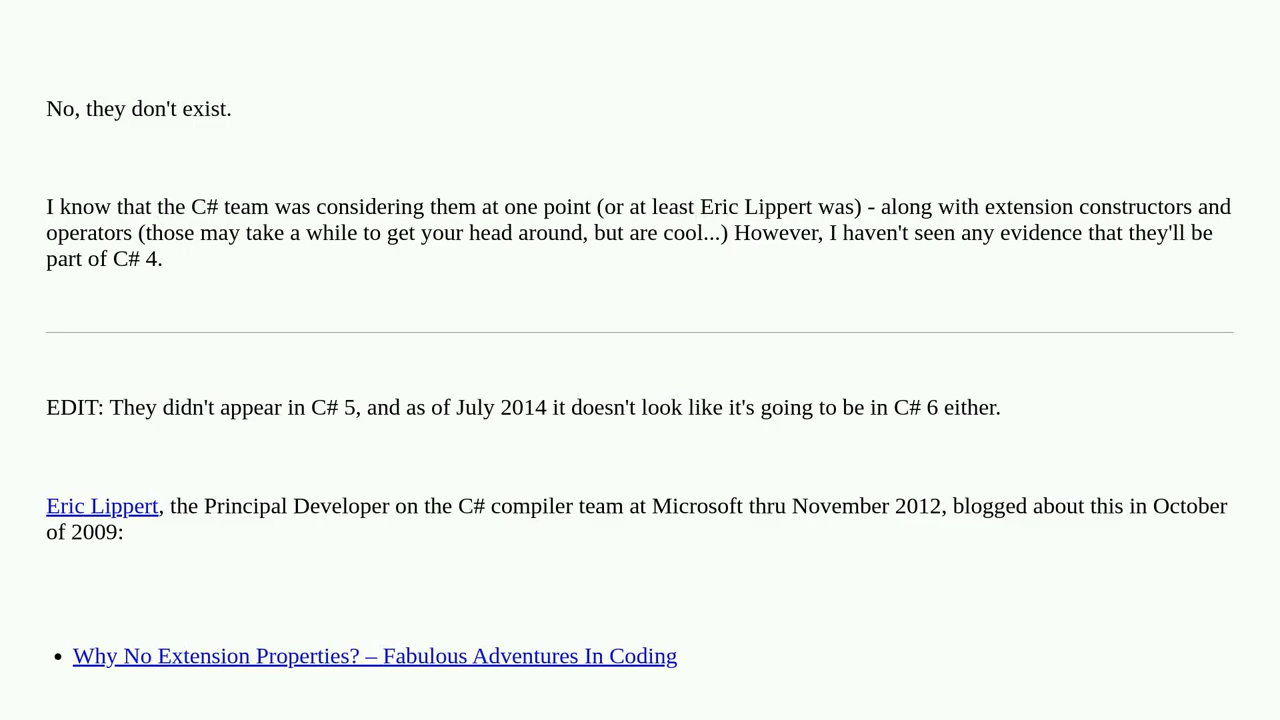 No, they don't exist.
I know that the C# team was considering them at one point (or at least Eric Lippert was) - along with extension constructors and
operators (those may take a while to get your head around, but are cool...) However, I haven't seen any evidence that they'll be
part of C# 4.
EDIT: They didn't appear in C# 5, and as of July 2014 it doesn't look like it's going to be in C# 6 either.
Eric Lippert, the Principal Developer on the C# compiler team at Microsoft thru November 2012, blogged about this in October
of 2009:
• Why No Extension Properties? – Fabulous Adventures In Coding